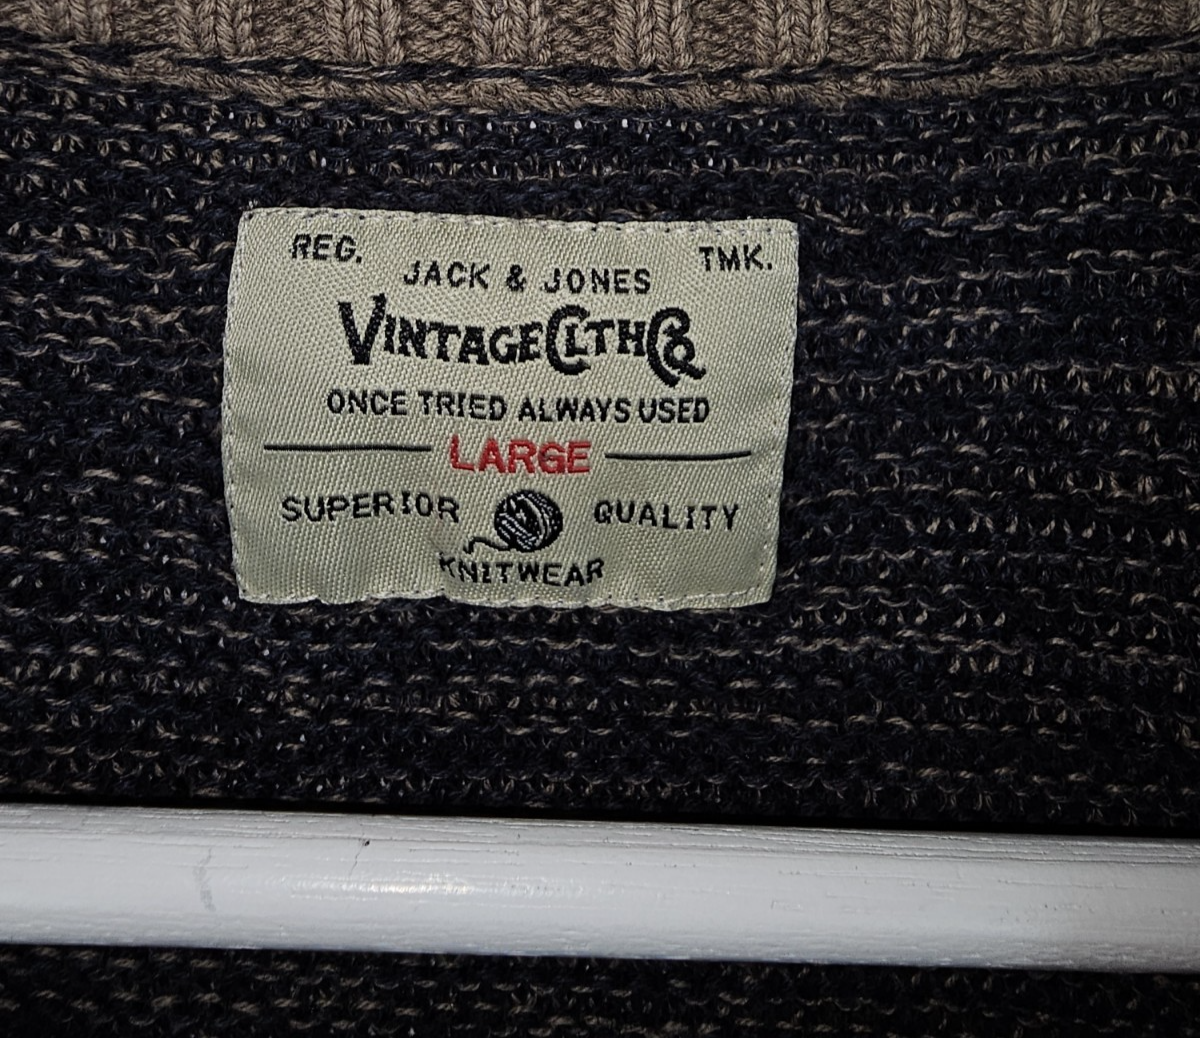 REG. TMK.
JACK & JONES
VINTAGE CLTH CO
ONCE TRIED ALWAYS USED
LARGE
SUPERIOR QUALITY
KNITWEAR